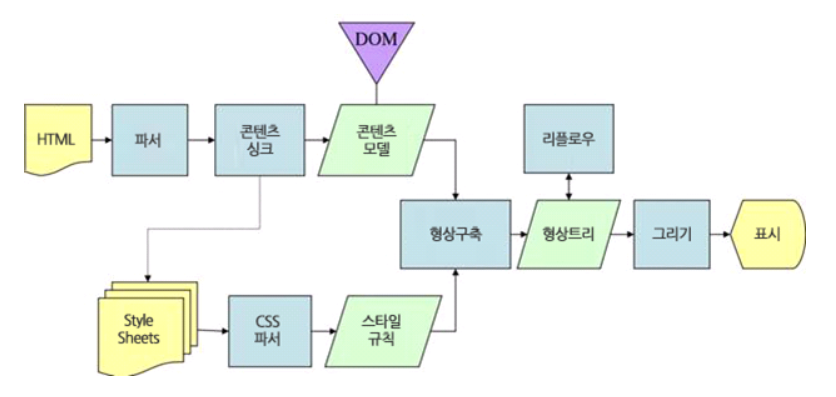 DOM
HTML
파서
콘텐츠
싱크
콘텐츠
모델
리플로우
형상구축
형상트리
그리기
표시
Style
Sheets
CSS
파서
스타일
규칙